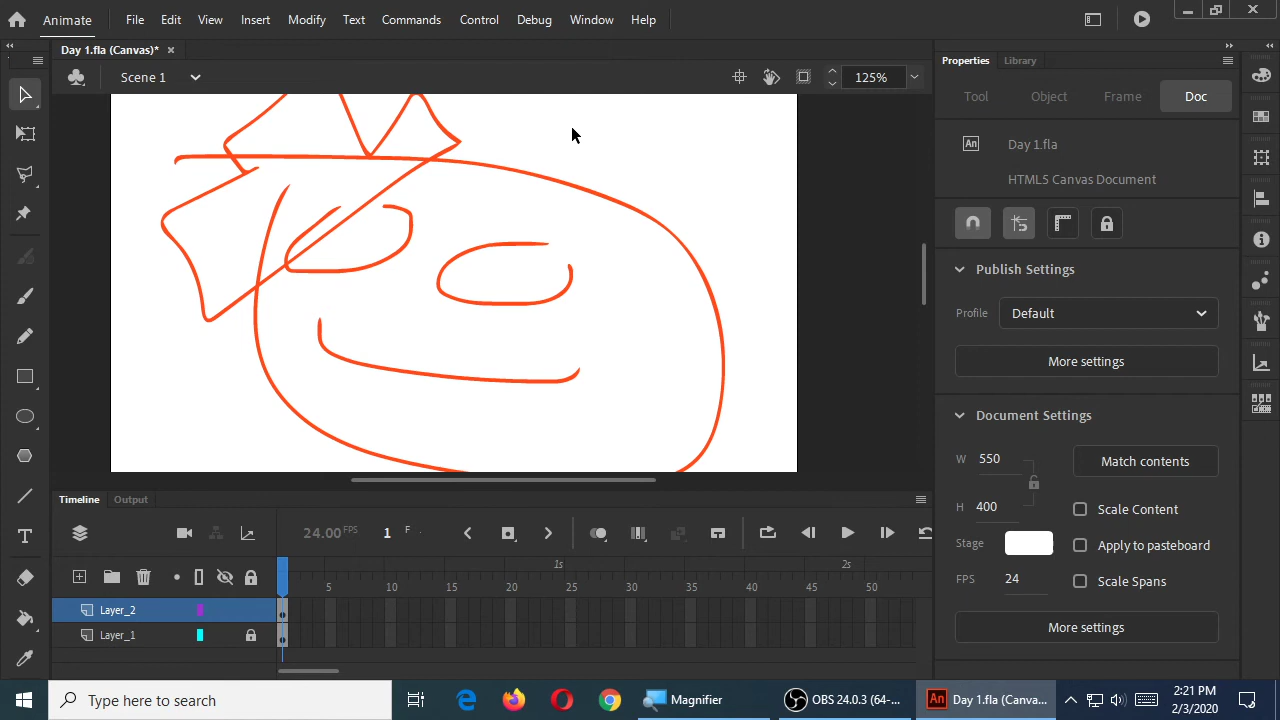 Animate File Edit View Insert Modify Text Commands Control Debug Window Help
Day 1.fla (Canvas)*
Properties Library
Scene 1 125%
Tool Object Frame Doc
An Day 1.fla
HTML5 Canvas Document
Publish Settings
Profile Default
More settings
Document Settings
W 550 Match contents
H 400 Scale Content
Stage Apply to pasteboard
FPS 24 Scale Spans
More settings
Timeline Output
24.00 FPS 1 F
1s 2s
5 10 15 20 25 30 35 40 45 50
Layer_2
Layer_1
Type here to search
Magnifier
OBS 24.0.3 (64-...
An Day 1.fla (Canva...
2:21 PM
2/3/2020